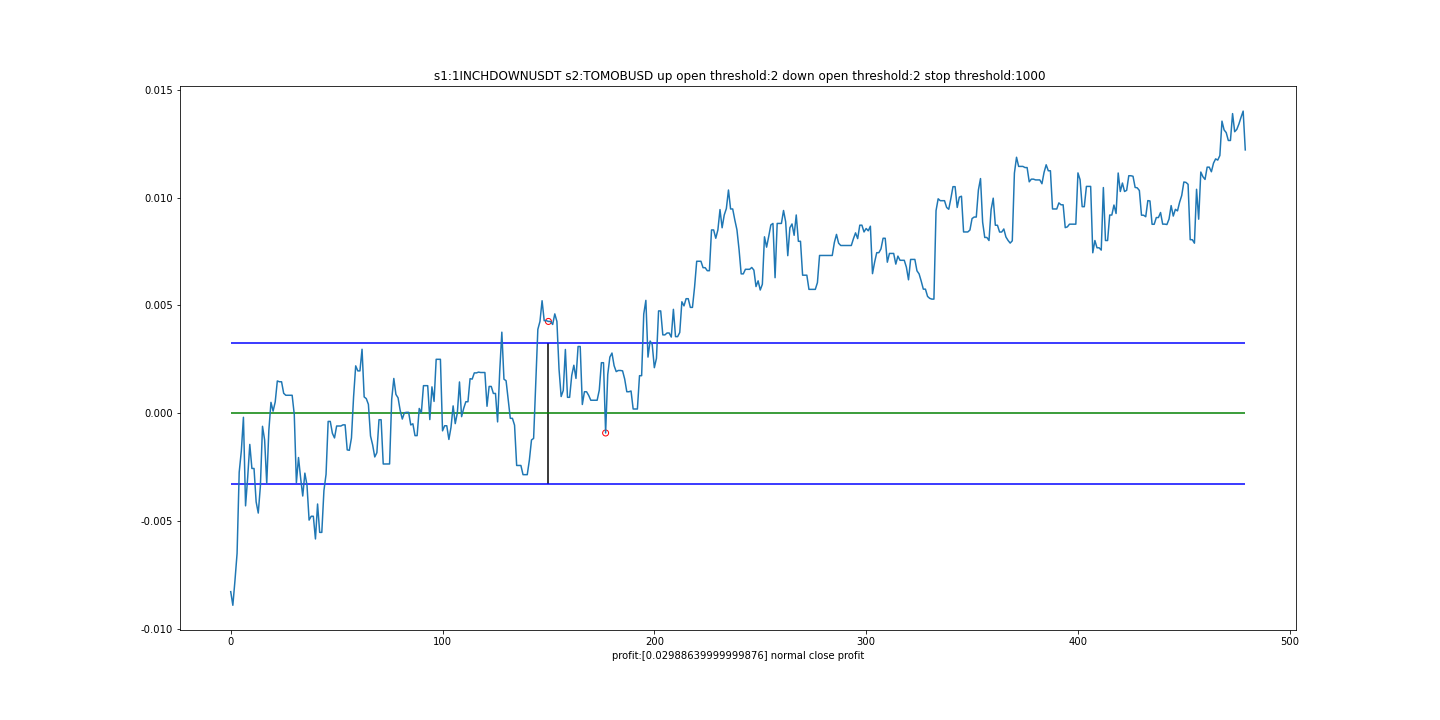 s1:1INCHDOWNUSDT s2:TOMOBUSD up open threshold:2 down open threshold:2 stop threshold:1000
0.015
0.010
0.005
0.000
-0.005
-0.010
0 100 200 300 400 500
profit:[0.02988639999999876] normal close profit